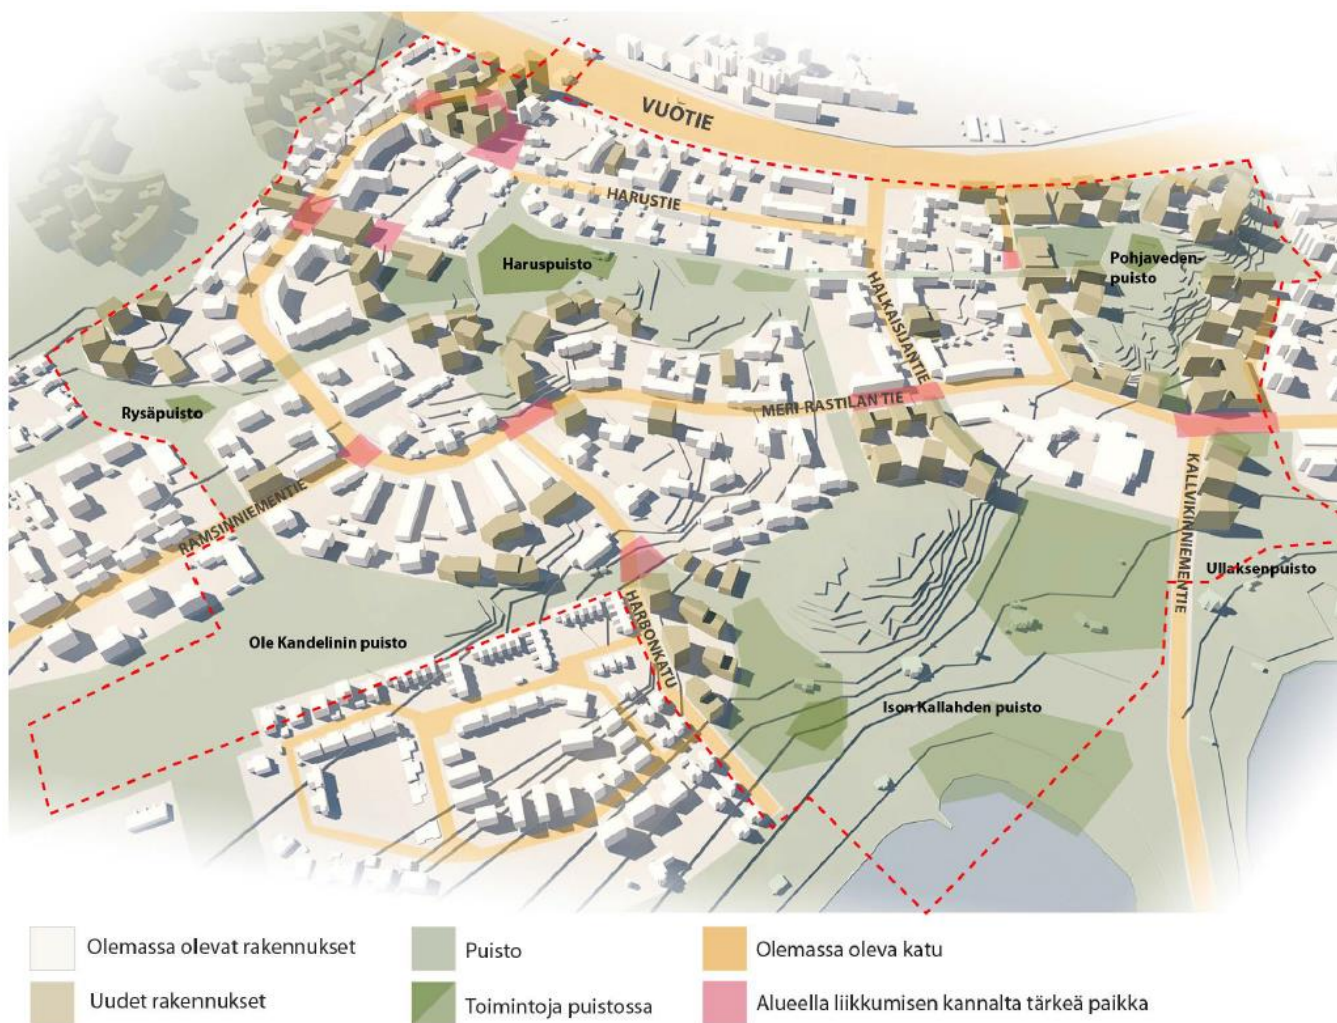 VUOTIE
HARUSTIE
Haruspuisto
Pohjaveden-
puisto
HALKAISIJANTIE
Rysäpuisto
MERI-RASTILAN TIE
RAMSINNIEMENTIE
KALLVIKINNIEMENTIE
Ullaksenpuisto
HARBONKATU
Ole Kandelinin puisto
Ison Kallahden puisto
Olemassa olevat rakennukset
Puisto
Olemassa oleva katu
Uudet rakennukset
Toimintoja puistossa
Alueella liikkumisen kannalta tärkeä paikka